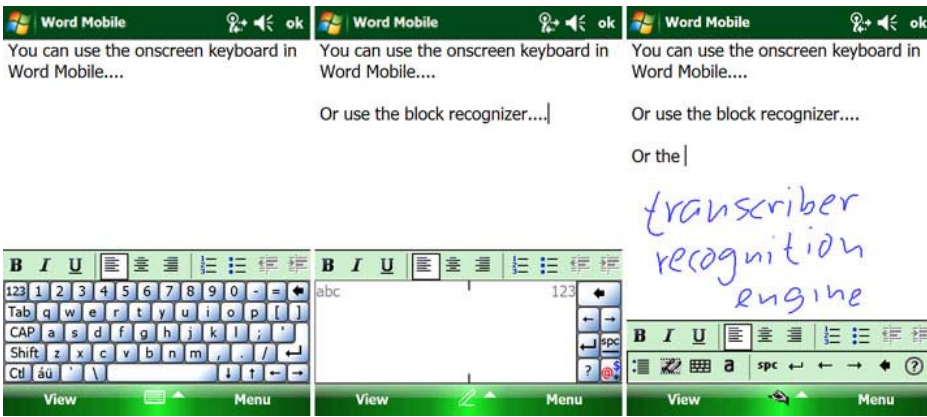 Word Mobile ok
You can use the onscreen keyboard in
Word Mobile....
B I U
123 1 2 3 4 5 6 7 8 9 0 - =
Tab q w e r t y u i o p [ ]
CAP a s d f g h j k l ; '
Shift z x c v b n m , . /
Ctl áü ` \
View Menu
Word Mobile ok
You can use the onscreen keyboard in
Word Mobile....
Or use the block recognizer....
B I U
abc 123
spc
? @ $
View Menu
Word Mobile ok
You can use the onscreen keyboard in
Word Mobile....
Or use the block recognizer....
Or the
transcriber
recognition
engine
B I U
a spc ?
View Menu